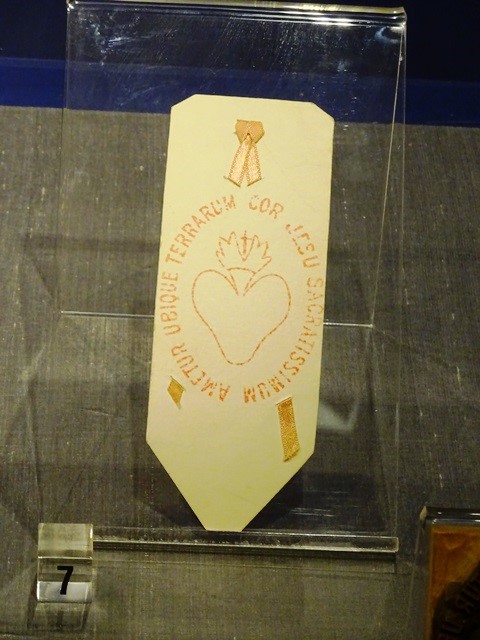 COR JESU SACRATISSIMUM AMETUR UBIQUE TERRARUM
7